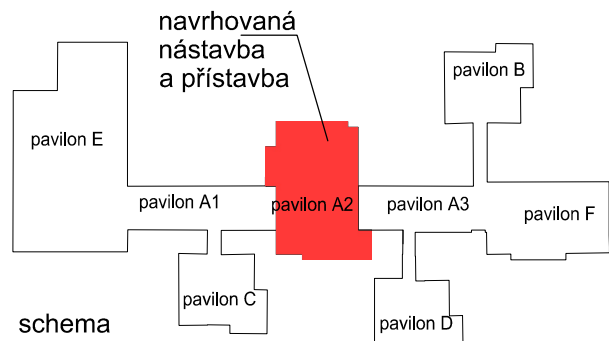 navrhovaná
nástavba
a přístavba
pavilon B
pavilon E
pavilon A1
pavilon A2
pavilon A3
pavilon F
pavilon C
pavilon D
schema